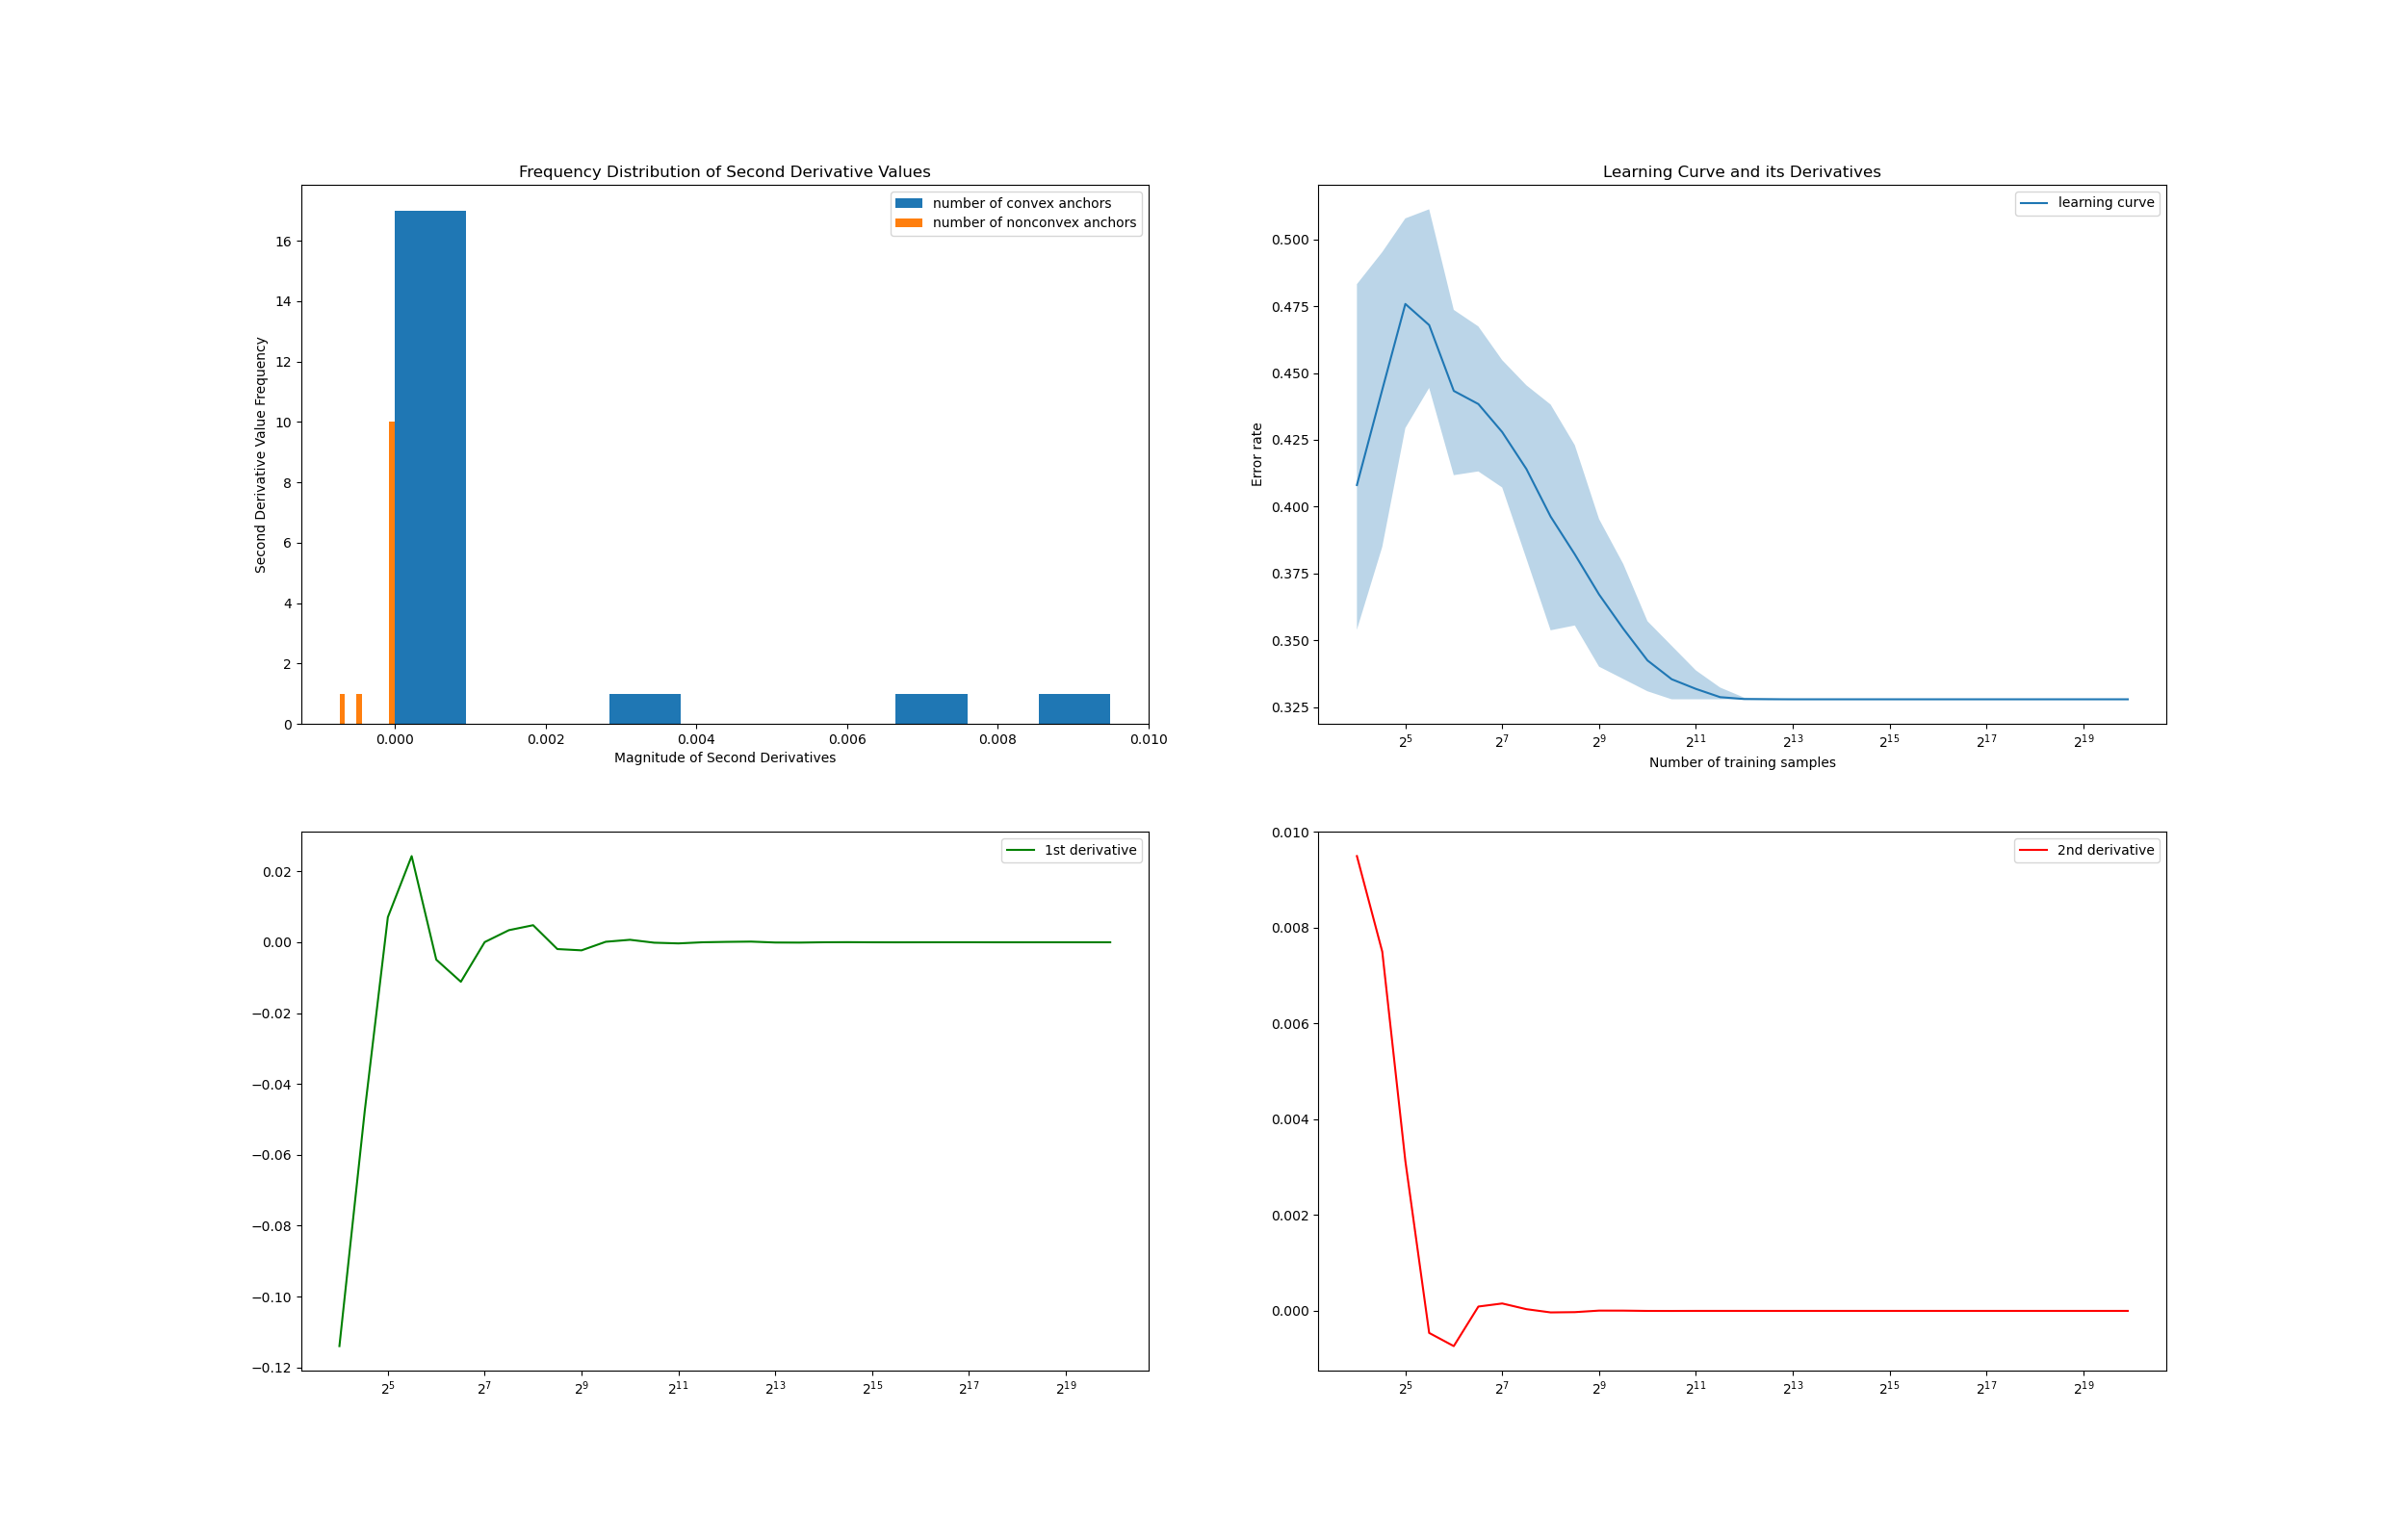 Frequency Distribution of Second Derivative Values
number of convex anchors
number of nonconvex anchors
Second Derivative Value Frequency
16
14
12
10
8
6
4
2
0
0.000 0.002 0.004 0.006 0.008 0.010
Magnitude of Second Derivatives
Learning Curve and its Derivatives
learning curve
Error rate
0.500
0.475
0.450
0.425
0.400
0.375
0.350
0.325
2^5 2^7 2^9 2^11 2^13 2^15 2^17 2^19
Number of training samples
1st derivative
0.02
0.00
−0.02
−0.04
−0.06
−0.08
−0.10
−0.12
2^5 2^7 2^9 2^11 2^13 2^15 2^17 2^19
2nd derivative
0.010
0.008
0.006
0.004
0.002
0.000
2^5 2^7 2^9 2^11 2^13 2^15 2^17 2^19